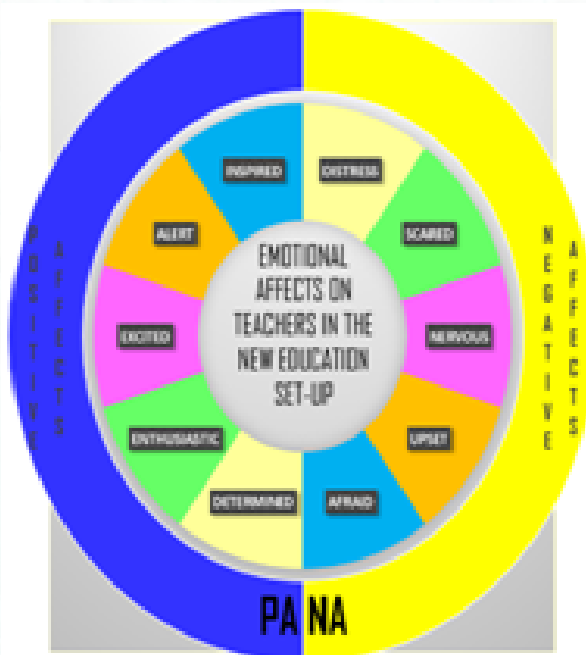 POSITIVE
AFFECTS
INSPIRED
ALERT
EXCITED
ENTHUSIASTIC
DETERMINED
EMOTIONAL
AFFECTS ON
TEACHERS IN THE
NEW EDUCATION
SET-UP
DISTRESS
SCARED
NERVOUS
UPSET
AFRAID
NEGATIVE
AFFECTS
PA NA